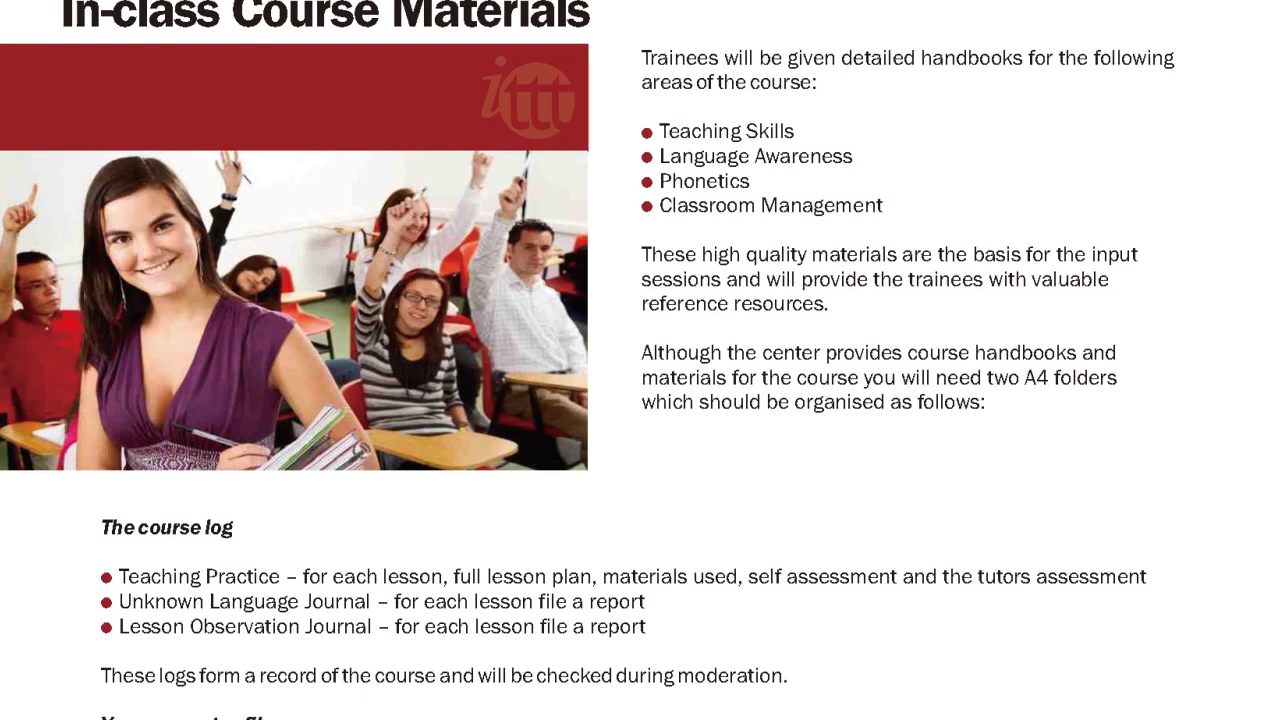 In-class Course Materials
ittt
Trainees will be given detailed handbooks for the following
areas of the course:
● Teaching Skills
● Language Awareness
● Phonetics
● Classroom Management
These high quality materials are the basis for the input
sessions and will provide the trainees with valuable
reference resources.
Although the center provides course handbooks and
materials for the course you will need two A4 folders
which should be organised as follows:
The course log
● Teaching Practice – for each lesson, full lesson plan, materials used, self assessment and the tutors assessment
● Unknown Language Journal – for each lesson file a report
● Lesson Observation Journal – for each lesson file a report
These logs form a record of the course and will be checked during moderation.